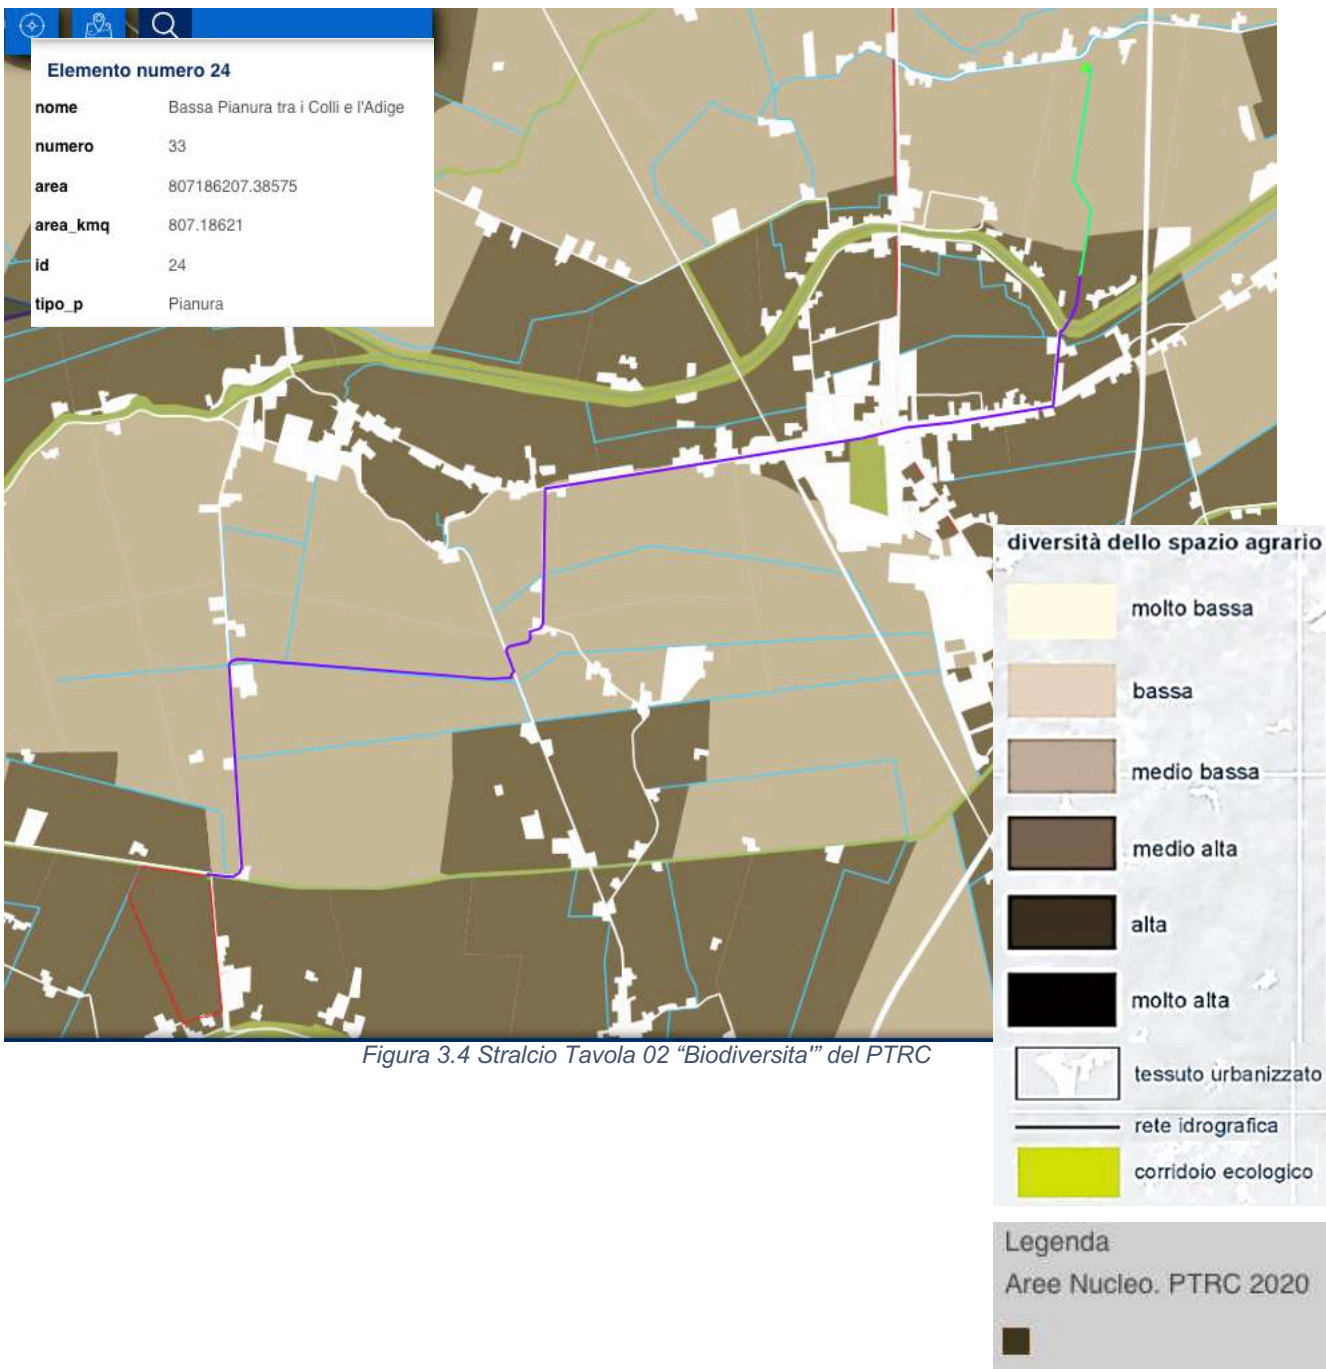 Elemento numero 24
nome Bassa Pianura tra i Colli e l'Adige
numero 33
area 807186207.38575
area_kmq 807.18621
id 24
tipo_p Pianura
diversità dello spazio agrario
molto bassa
bassa
medio bassa
medio alta
alta
molto alta
tessuto urbanizzato
rete idrografica
corridoio ecologico
Figura 3.4 Stralcio Tavola 02 “Biodiversita'” del PTRC
Legenda
Aree Nucleo. PTRC 2020